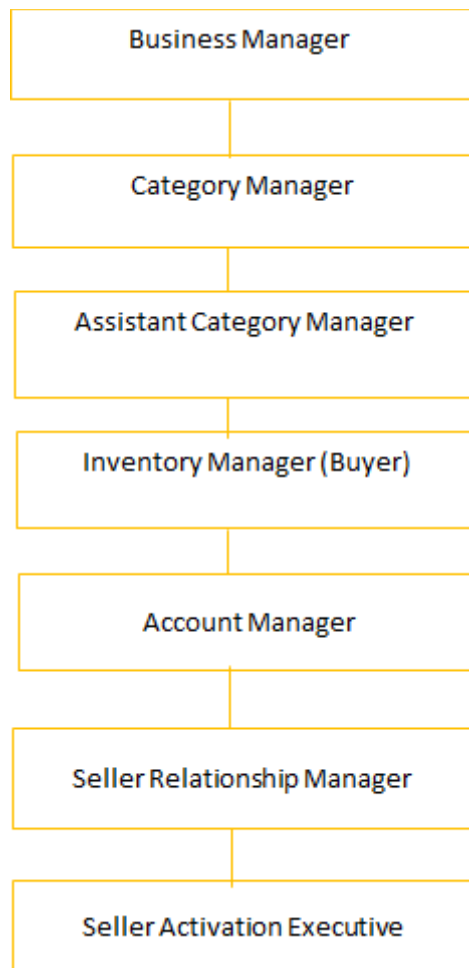 Business Manager
Category Manager
Assistant Category Manager
Inventory Manager (Buyer)
Account Manager
Seller Relationship Manager
Seller Activation Executive